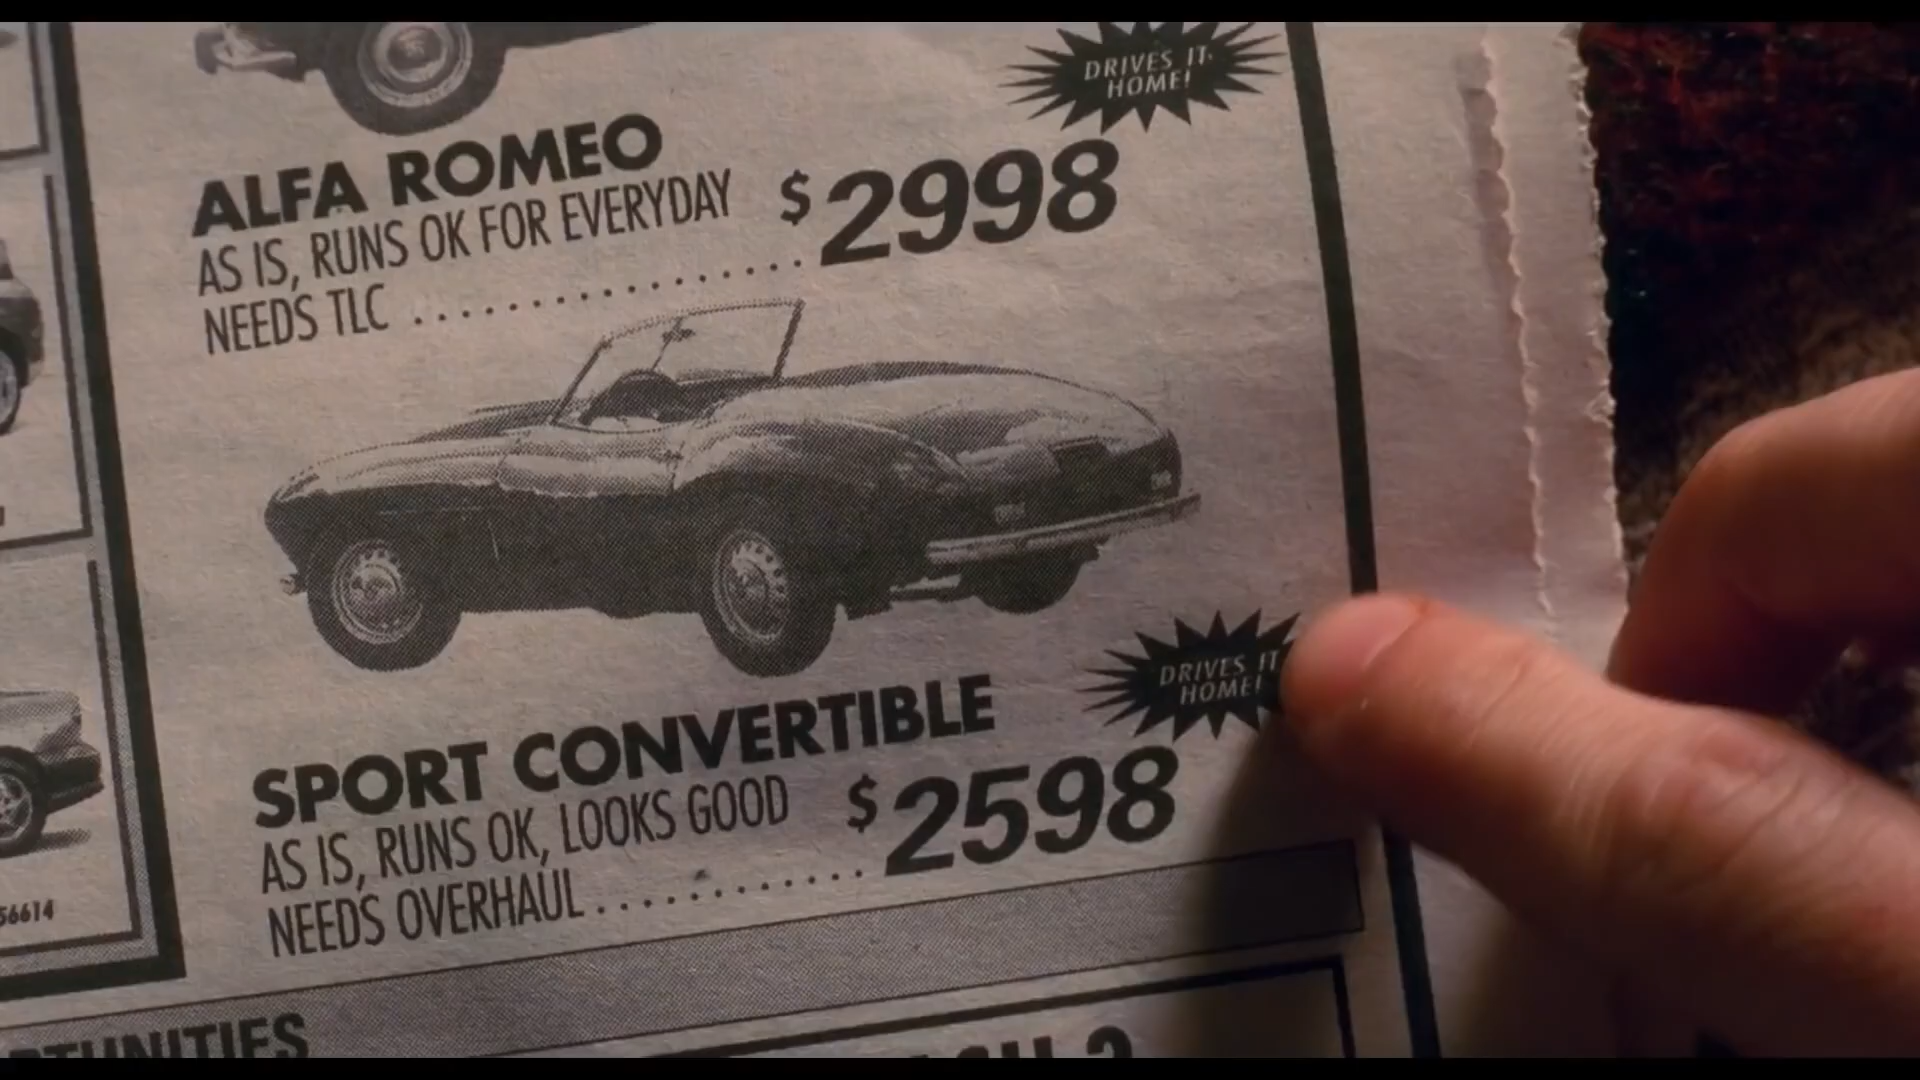 DRIVES IT
HOME!
ALFA ROMEO
AS IS, RUNS OK FOR EVERYDAY
NEEDS TLC .................. $2998
DRIVES IT
HOME!
SPORT CONVERTIBLE
AS IS, RUNS OK, LOOKS GOOD
NEEDS OVERHAUL ............. $2598
56614
RTUNITIES